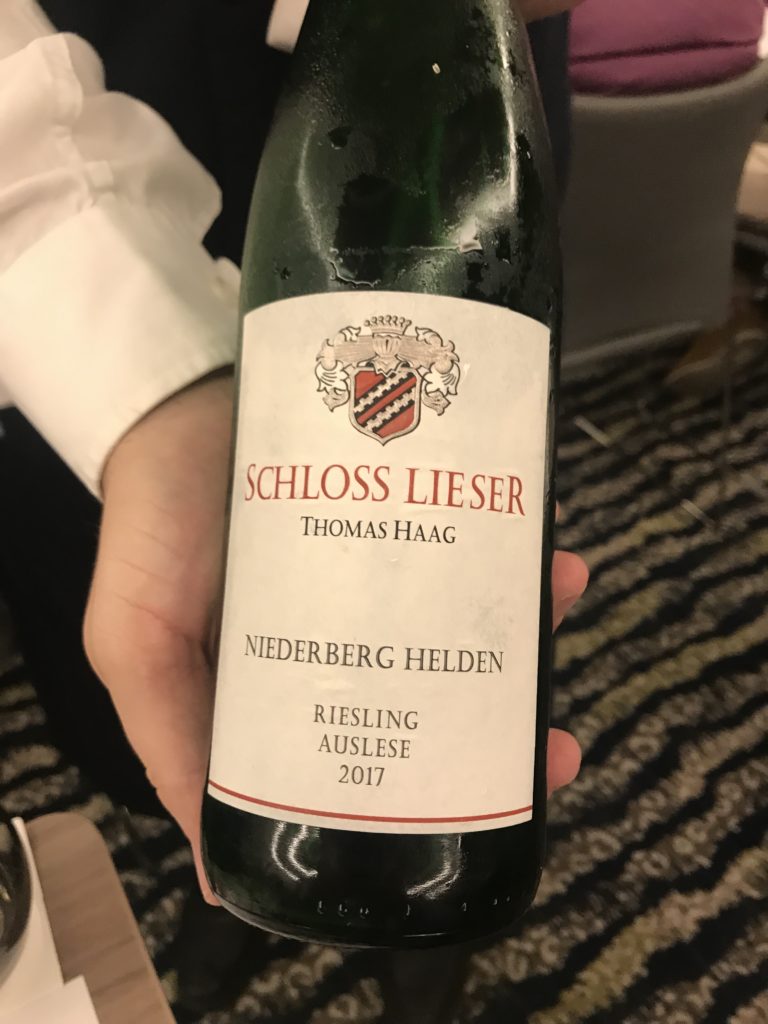 SCHLOSS LIESER
THOMAS HAAG
NIEDERBERG HELDEN
RIESLING
AUSLESE
2017